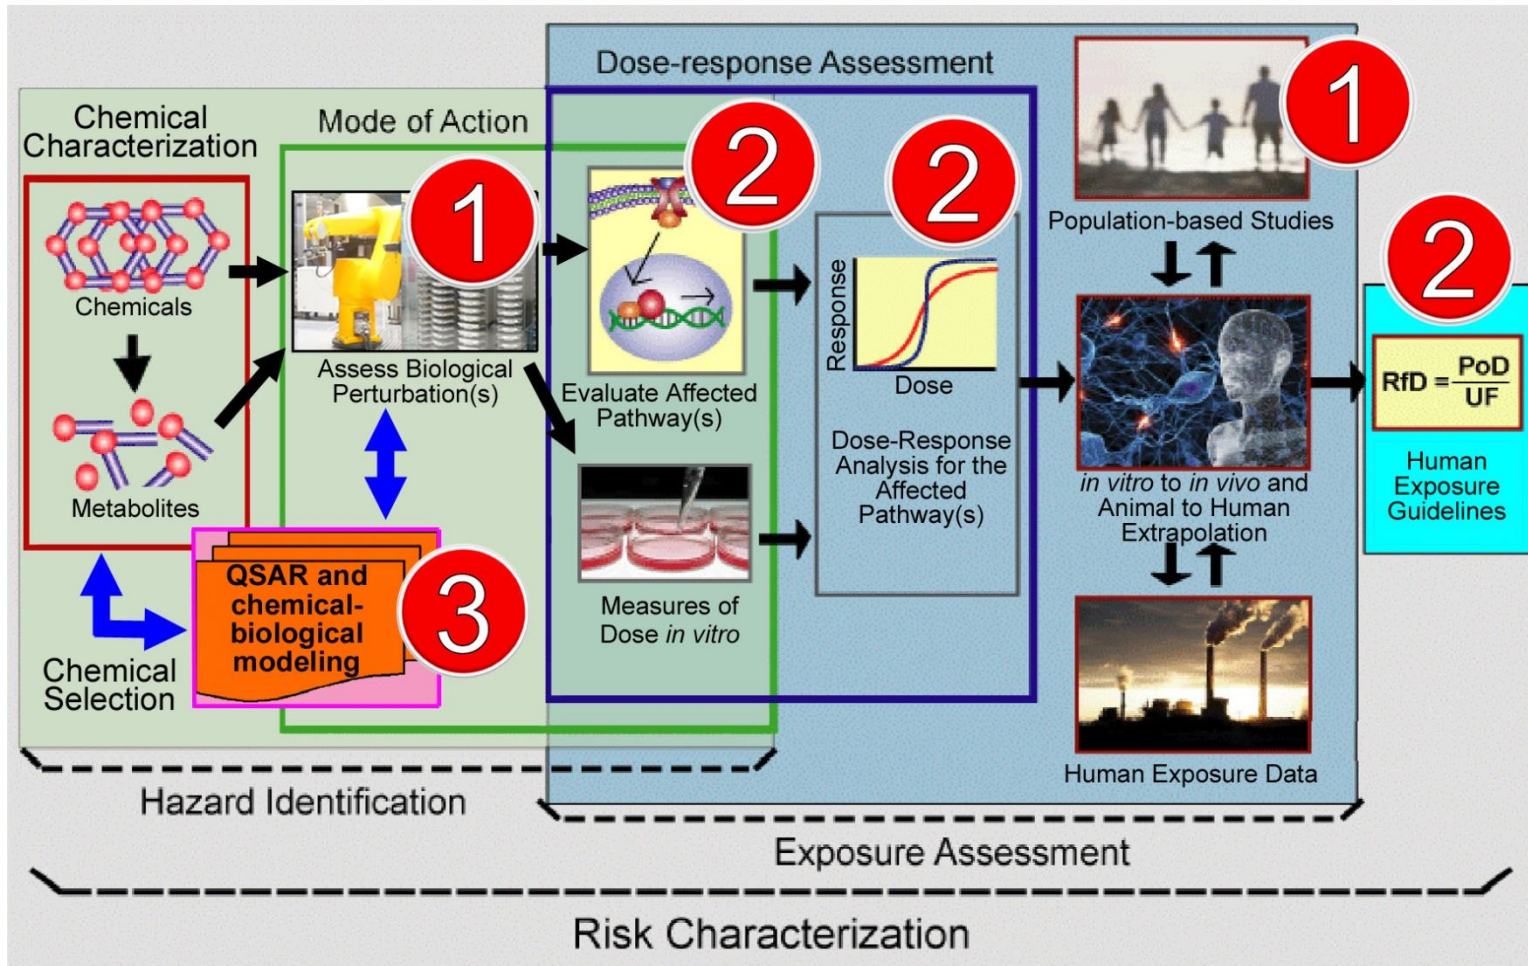 Dose-response Assessment
Chemical
Characterization
Mode of Action
1
2
2
1
2
Chemicals
Metabolites
Assess Biological
Perturbation(s)
Evaluate Affected
Pathway(s)
Measures of
Dose in vitro
Response
Dose
Dose-Response
Analysis for the
Affected
Pathway(s)
Population-based Studies
in vitro to in vivo and
Animal to Human
Extrapolation
Human Exposure Data
RfD = PoD
UF
Human
Exposure
Guidelines
QSAR and
chemical-
biological
modeling
3
Chemical
Selection
Hazard Identification
Exposure Assessment
Risk Characterization